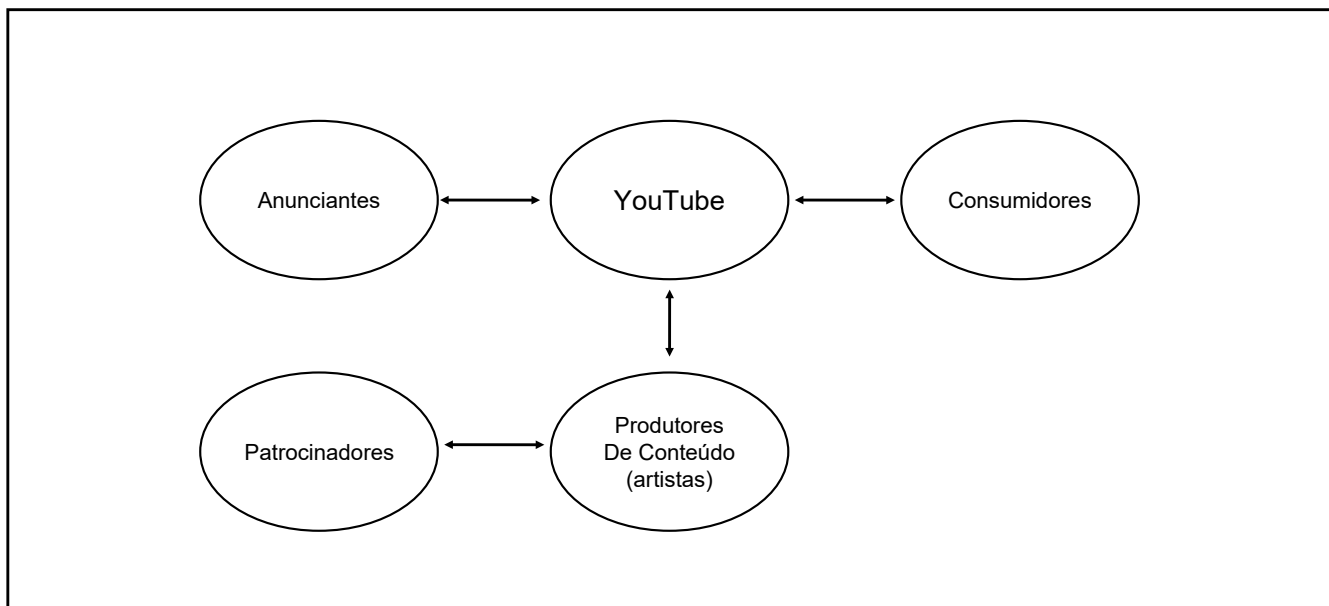 Anunciantes
YouTube
Consumidores
Patrocinadores
Produtores
De Conteúdo
(artistas)